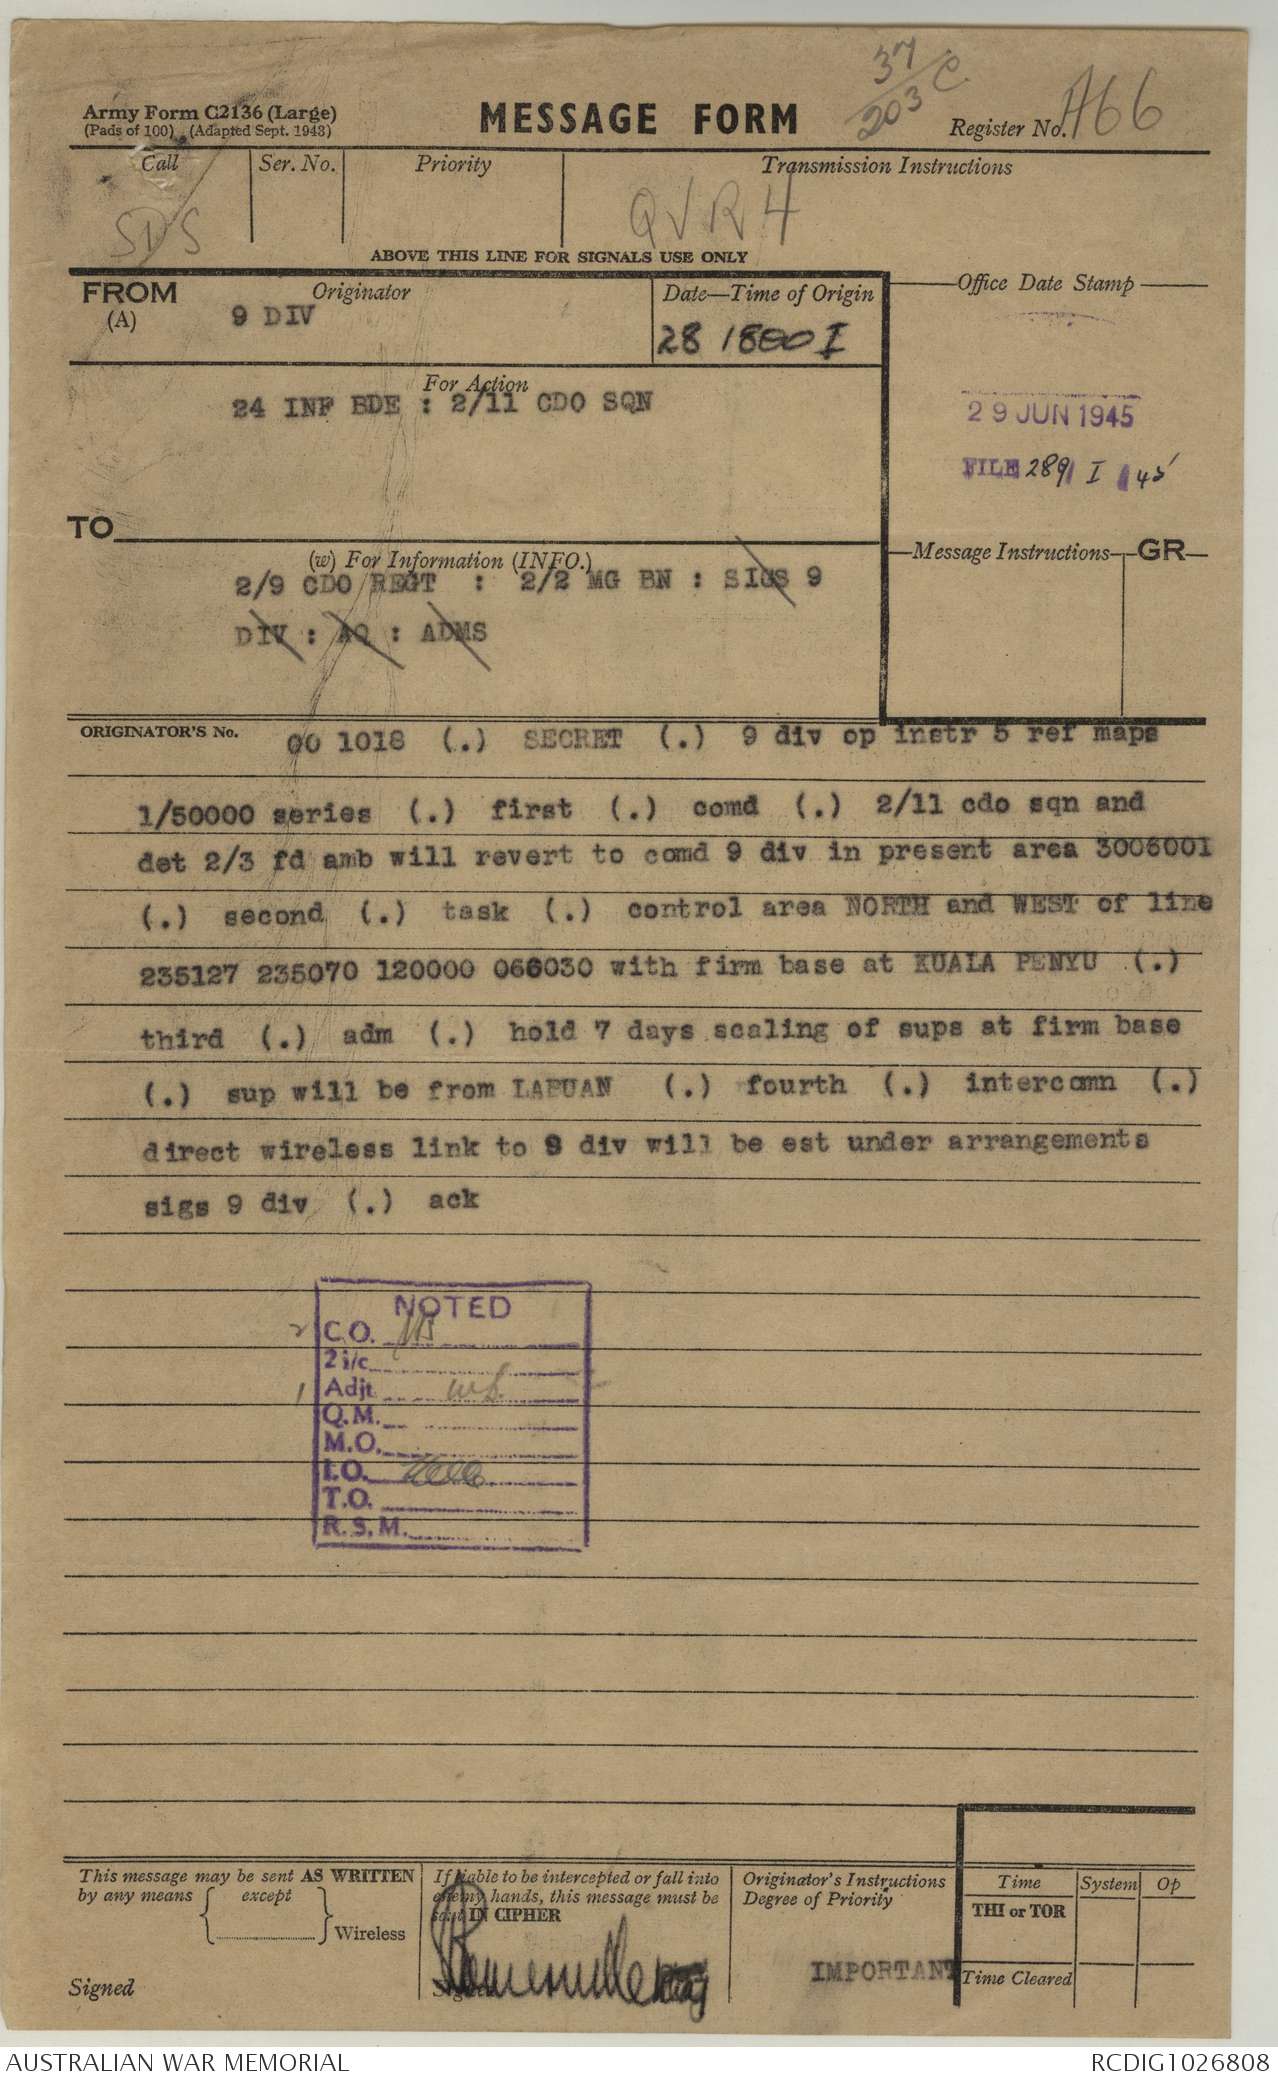 37/203 C
Army Form C2136 (Large)
(Pads of 100) (Adapted Sept. 1943)
MESSAGE FORM
Register No. A66
Call
Ser. No.
Priority
Transmission Instructions
SDS
QVR4
ABOVE THIS LINE FOR SIGNALS USE ONLY
FROM
(A)
Originator
9 DIV
Date—Time of Origin
28 1800 I
Office Date Stamp
For Action
24 INF BDE : 2/11 CDO SQN
29 JUN 1945
FILE 289/ I /45
TO
(w) For Information (INFO.)
2/9 CDO REGT : 2/2 MG BN : SIGS 9
DIV : AQ : ADMS
Message Instructions GR
ORIGINATOR'S No. OO 1018 (.) SECRET (.) 9 div op instr 5 ref maps
1/50000 series (.) first (.) comd (.) 2/11 cdo sqn and
det 2/3 fd amb will revert to comd 9 div in present area 3006001
(.) second (.) task (.) control area NORTH and WEST of line
235127 235070 120000 066030 with firm base at KUALA PENYU (.)
third (.) adm (.) hold 7 days scaling of sups at firm base
(.) sup will be from LABUAN (.) fourth (.) intercomn (.)
direct wireless link to 9 div will be est under arrangements
sigs 9 div (.) ack
NOTED
2 C.O.
2 i/c
1 Adjt.
Q.M.
M.O.
I.O.
T.O.
R.S.M.
This message may be sent AS WRITTEN
by any means except
Wireless
Signed
If liable to be intercepted or fall into
enemy hands, this message must be
sent IN CIPHER
Signed
Originator's Instructions
Degree of Priority
IMPORTANT
Time
System
Op
THI or TOR
Time Cleared
AUSTRALIAN WAR MEMORIAL
RCDIG1026808